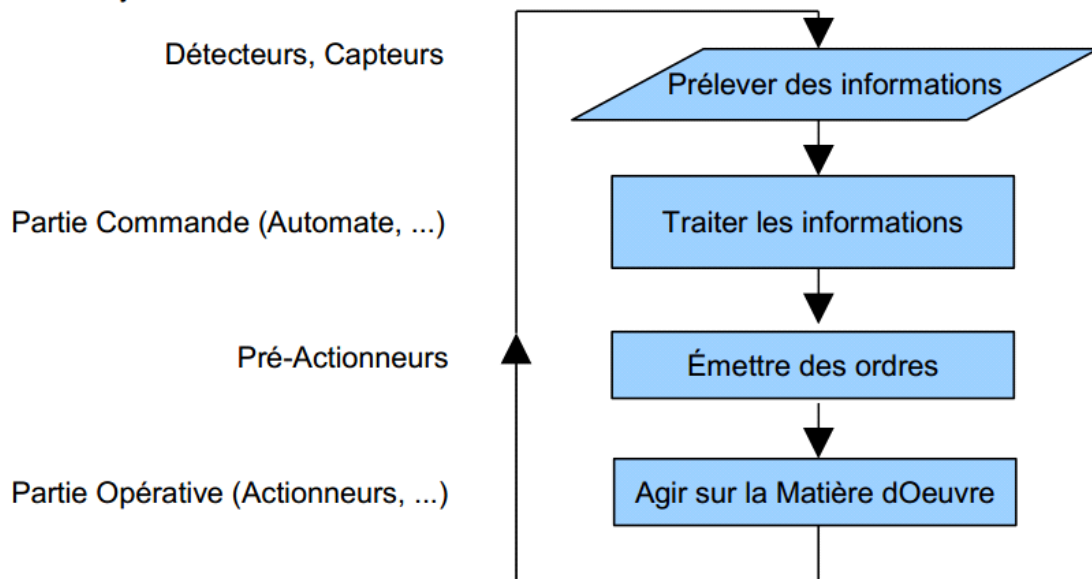 Détecteurs, Capteurs
Prélever des informations
Partie Commande (Automate, ...)
Traiter les informations
Pré-Actionneurs
Émettre des ordres
Partie Opérative (Actionneurs, ...)
Agir sur la Matière dOeuvre